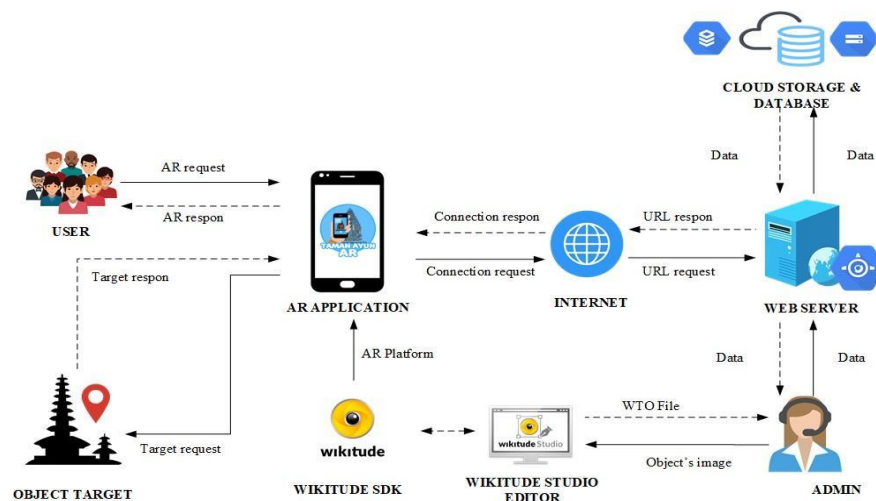 CLOUD STORAGE &
DATABASE
Data
Data
AR request
AR respon
USER
TAMAN AYUN
AR
Connection respon
URL respon
Target respon
Connection request
URL request
AR APPLICATION
INTERNET
WEB SERVER
AR Platform
Data
Data
WTO File
wikitude
wikitude Studio
Target request
Object's image
OBJECT TARGET
WIKITUDE SDK
WIKITUDE STUDIO
EDITOR
ADMIN